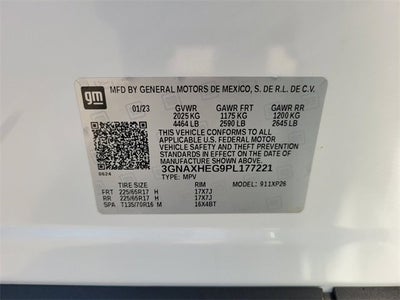 gm
MFD BY GENERAL MOTORS DE MEXICO, S. DE R.L. DE C.V.
01/23 GVWR GAWR FRT GAWR RR
2025 KG 1175 KG 1200 KG
4464 LB 2590 LB 2645 LB
THIS VEHICLE CONFORMS TO ALL
APPLICABLE U.S. FEDERAL MOTOR
VEHICLE SAFETY, BUMPER, AND THEFT
PREVENTION STANDARDS IN EFFECT ON
THE DATE OF MANUFACTURE SHOWN ABOVE.
3GNAXHEG9PL177221
0624 TYPE: MPV
TIRE SIZE RIM MODEL: 911XP26
FRT 225/65R17 H 17X7J
RR 225/65R17 H 17X7J
SPA T135/70R16 M 16X4BT